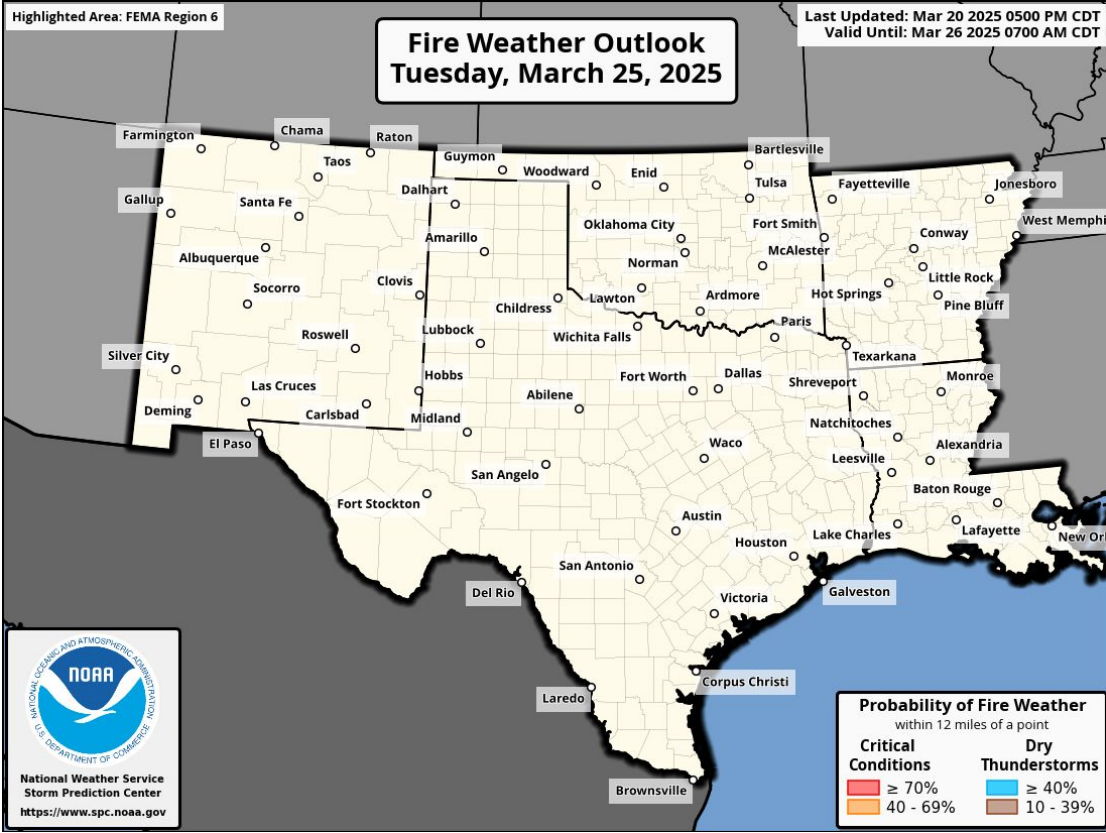 Highlighted Area: FEMA Region 6
Fire Weather Outlook
Tuesday, March 25, 2025
Last Updated: Mar 20 2025 0500 PM CDT
Valid Until: Mar 26 2025 0700 AM CDT
Farmington
Chama
Raton
Taos
Guymon
Woodward
Enid
Bartlesville
Tulsa
Fayetteville
Jonesboro
Gallup
Santa Fe
Dalhart
Oklahoma City
Fort Smith
West Memphi
Conway
Albuquerque
Amarillo
Norman
McAlester
Little Rock
Socorro
Clovis
Childress
Lawton
Ardmore
Hot Springs
Pine Bluff
Roswell
Lubbock
Wichita Falls
Paris
Texarkana
Silver City
Las Cruces
Hobbs
Fort Worth
Dallas
Shreveport
Monroe
Deming
Carlsbad
Midland
Abilene
Natchitoches
El Paso
Waco
Leesville
Alexandria
San Angelo
Fort Stockton
Baton Rouge
Austin
Houston
Lake Charles
Lafayette
New Orl
San Antonio
Del Rio
Victoria
Galveston
Laredo
Corpus Christi
Brownsville
NATIONAL OCEANIC AND ATMOSPHERIC ADMINISTRATION
NOAA
U.S. DEPARTMENT OF COMMERCE
National Weather Service
Storm Prediction Center
https://www.spc.noaa.gov
Probability of Fire Weather
within 12 miles of a point
Critical Conditions
≥ 70%
40 - 69%
Dry Thunderstorms
≥ 40%
10 - 39%